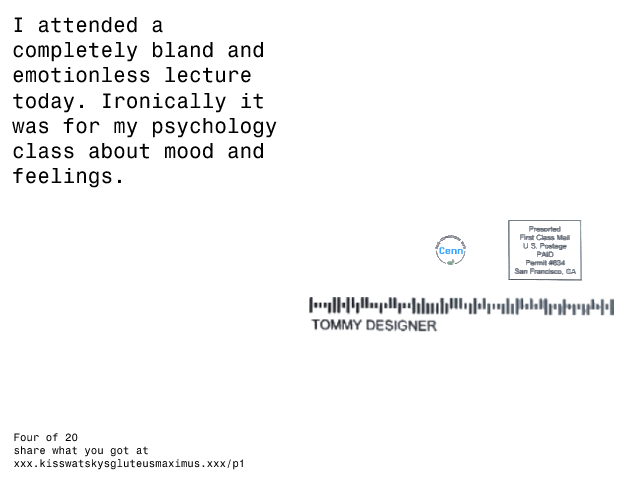 I attended a
completely bland and
emotionless lecture
today. Ironically it
was for my psychology
class about mood and
feelings.
Cenn
Presorted
First Class Mail
U S. Postage
PAID
Permit #634
San Francisco, CA
TOMMY DESIGNER
Four of 20
share what you got at
xxx.kisswatskysgluteusmaximus.xxx/p1